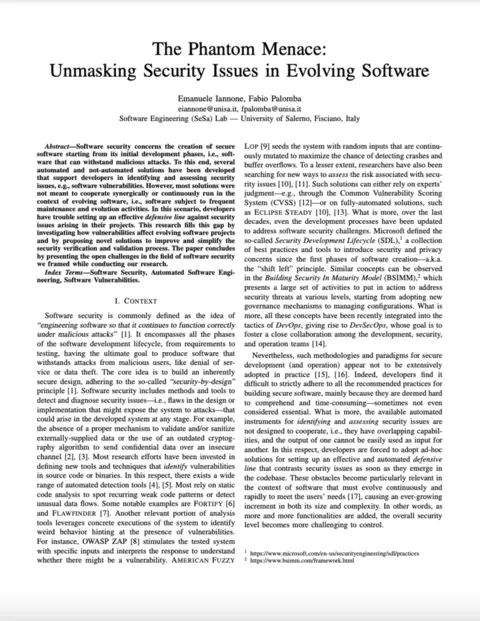 The Phantom Menace:
Unmasking Security Issues in Evolving Software
Emanuele Iannone, Fabio Palomba
eiannone@unisa.it, fpalomba@unisa.it
Software Engineering (SeSa) Lab — University of Salerno, Fisciano, Italy
Abstract—Software security concerns the creation of secure
software starting from its initial development phases, i.e., soft-
ware that can withstand malicious attacks. To this end, several
automated and not-automated solutions have been developed
that support developers in identifying and assessing security
issues, e.g., software vulnerabilities. However, most solutions were
not meant to cooperate synergically or continuously run in the
context of evolving software, i.e., software subject to frequent
maintenance and evolution activities. In this scenario, developers
have trouble setting up an effective defensive line against security
issues arising in their projects. This research fills this gap by
investigating how vulnerabilities affect evolving software projects
and by proposing novel solutions to improve and simplify the
security verification and validation process. The paper concludes
by presenting the open challenges in the field of software security
we framed while conducting our research.
Index Terms—Software Security, Automated Software Engi-
neering, Software Vulnerabilities.
I. CONTEXT
Software security is commonly defined as the idea of
"engineering software so that it continues to function correctly
under malicious attacks" [1]. It encompasses all the phases
of the software development lifecycle, from requirements to
testing, having the ultimate goal to produce software that
withstands attacks from malicious users, like denial of ser-
vice or data theft. The core idea is to build an inherently
secure design, adhering to the so-called "security-by-design"
principle [1]. Software security includes methods and tools to
detect and diagnose security issues—i.e., flaws in the design or
implementation that might expose the system to attacks—that
could arise in the developed system at any stage. For example,
the absence of a proper mechanism to validate and/or sanitize
externally-supplied data or the use of an outdated cryptog-
raphy algorithm to send confidential data over an insecure
channel [2], [3]. Most research efforts have been invested in
defining new tools and techniques that identify vulnerabilities
in source code or binaries. In this respect, there exists a wide
range of automated detection tools [4], [5]. Most rely on static
code analysis to spot recurring weak code patterns or detect
unusual data flows. Some notable examples are FORTIFY [6]
and FLAWFINDER [7]. Another relevant portion of analysis
tools leverages concrete executions of the system to identify
weird behavior hinting at the presence of vulnerabilities.
For instance, OWASP ZAP [8] stimulates the tested system
with specific inputs and interprets the response to understand
whether there might be a vulnerability. AMERICAN FUZZY
LOP [9] seeds the system with random inputs that are continu-
ously mutated to maximize the chance of detecting crashes and
buffer overflows. To a lesser extent, researchers have also been
searching for new ways to assess the risk associated with secu-
rity issues [10], [11]. Such solutions can either rely on experts'
judgment—e.g., through the Common Vulnerability Scoring
System (CVSS) [12]—or on fully-automated solutions, such
as ECLIPSE STEADY [10], [13]. What is more, over the last
decades, even the development processes have been updated
to address software security challenges. Microsoft defined the
so-called Security Development Lifecycle (SDL),1 a collection
of best practices and tools to introduce security and privacy
concerns since the first phases of software creation—a.k.a.
the "shift left" principle. Similar concepts can be observed
in the Building Security In Maturity Model (BSIMM),2 which
presents a large set of activities to put in action to address
security threats at various levels, starting from adopting new
governance mechanisms to managing configurations. What is
more, all these concepts have been recently integrated into the
tactics of DevOps, giving rise to DevSecOps, whose goal is to
foster a close collaboration among the development, security,
and operation teams [14].
Nevertheless, such methodologies and paradigms for secure
development (and operation) appear not to be extensively
adopted in practice [15], [16]. Indeed, developers find it
difficult to strictly adhere to all the recommended practices for
building secure software, mainly because they are deemed hard
to comprehend and time-consuming—sometimes not even
considered essential. What is more, the available automated
instruments for identifying and assessing security issues are
not designed to cooperate, i.e., they have overlapping capabil-
ities, and the output of one cannot be easily used as input for
another. In this respect, developers are forced to adopt ad-hoc
solutions for setting up an effective and automated defensive
line that contrasts security issues as soon as they emerge in
the codebase. These obstacles become particularly relevant in
the context of software that must evolve continuously and
rapidly to meet the users' needs [17], causing an ever-growing
increment in both its size and complexity. In other words, as
more and more functionalities are added, the overall security
level becomes more challenging to control.
1 https://www.microsoft.com/en-us/securityengineering/sdl/practices
2 https://www.bsimm.com/framework.html